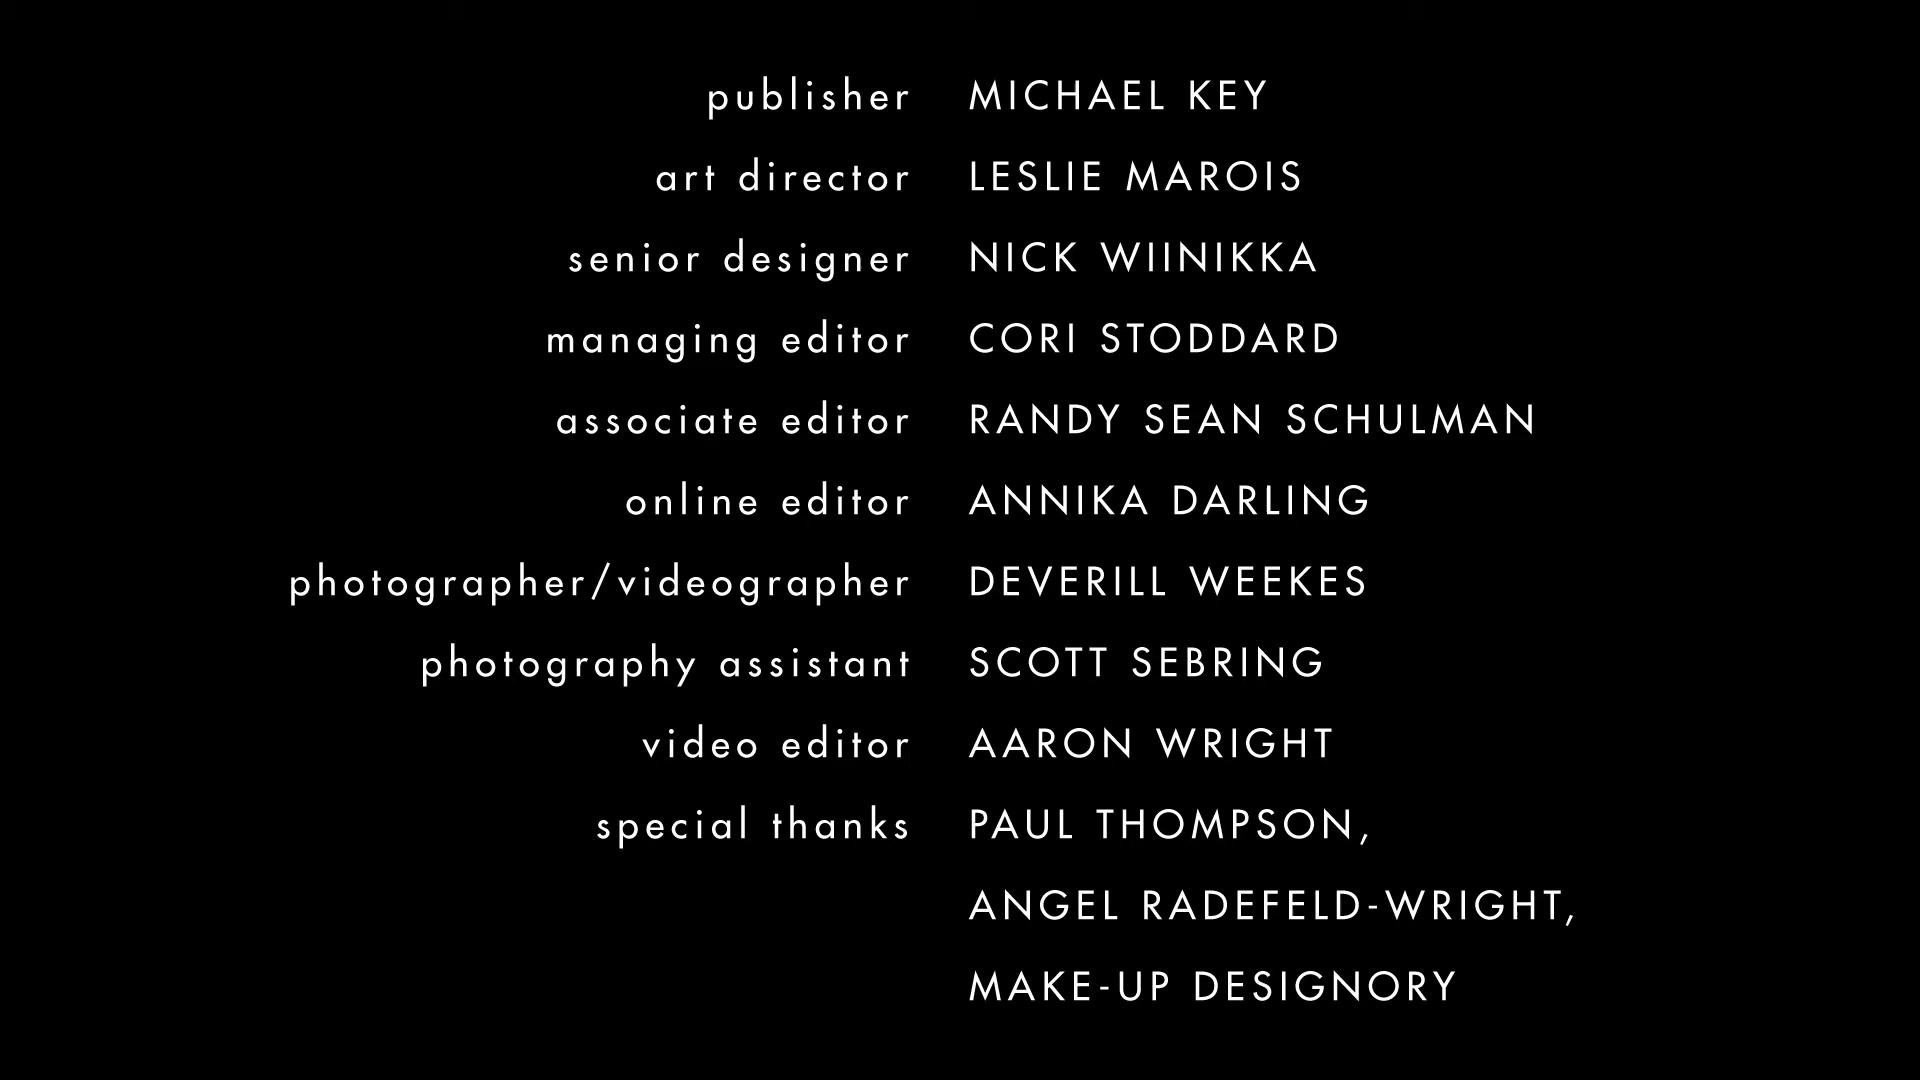 publisher MICHAEL KEY
art director LESLIE MAROIS
senior designer NICK WIINIKKA
managing editor CORI STODDARD
associate editor RANDY SEAN SCHULMAN
online editor ANNIKA DARLING
photographer/videographer DEVERILL WEEKES
photography assistant SCOTT SEBRING
video editor AARON WRIGHT
special thanks PAUL THOMPSON,
ANGEL RADEFELD-WRIGHT,
MAKE-UP DESIGNORY